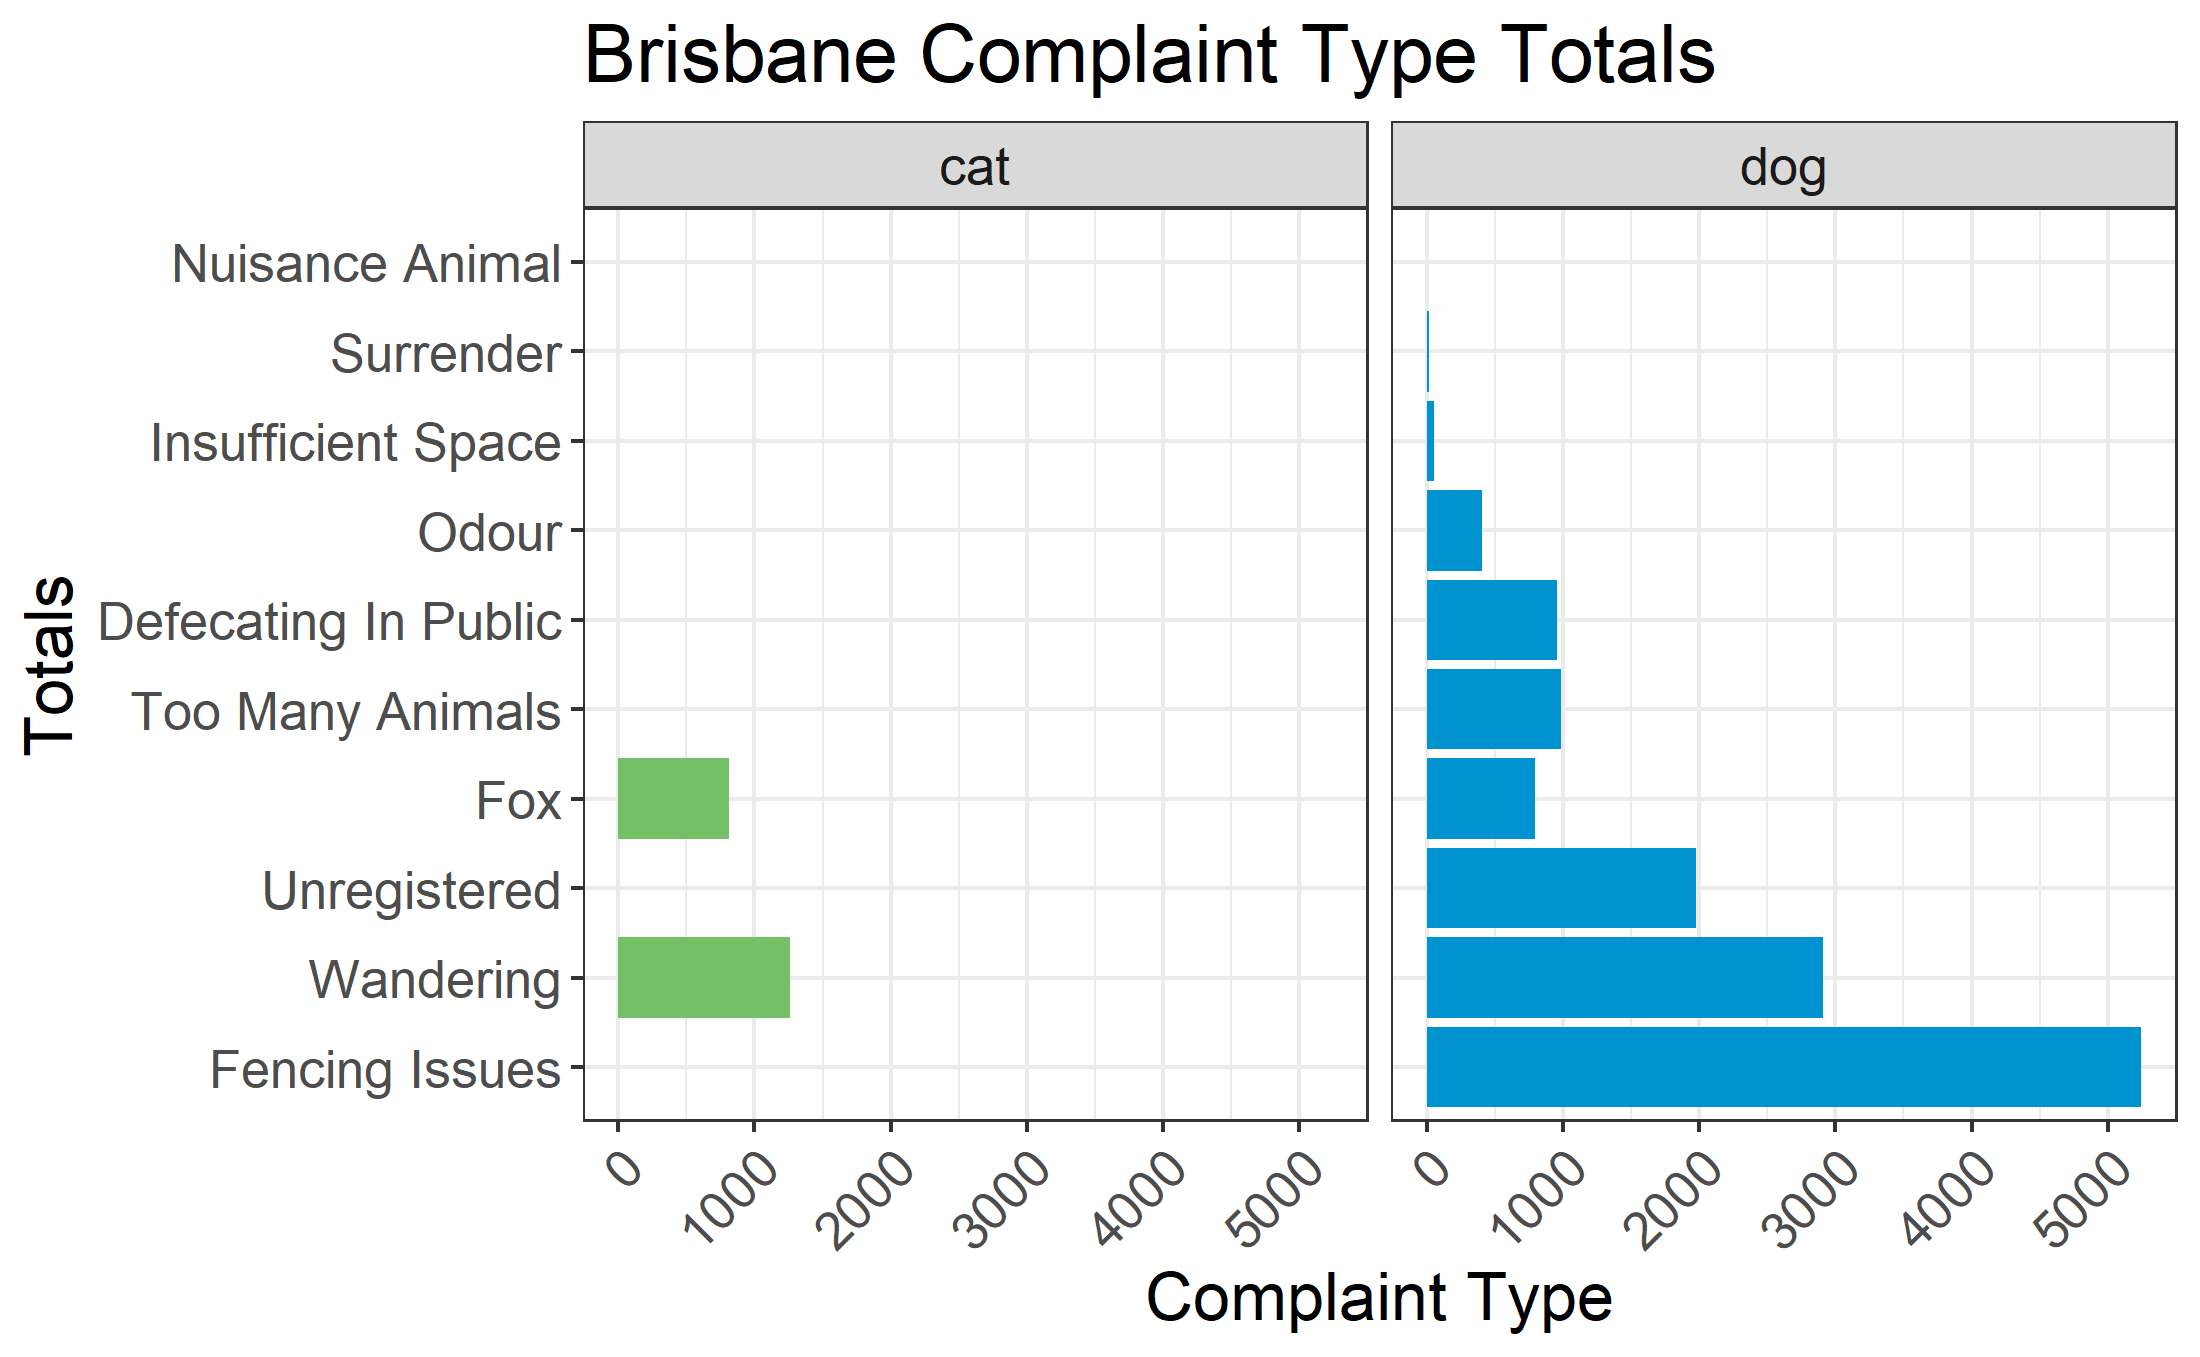 Brisbane Complaint Type Totals
cat
dog
Totals
Nuisance Animal
Surrender
Insufficient Space
Odour
Defecating In Public
Too Many Animals
Fox
Unregistered
Wandering
Fencing Issues
0 1000 2000 3000 4000 5000
0 1000 2000 3000 4000 5000
Complaint Type